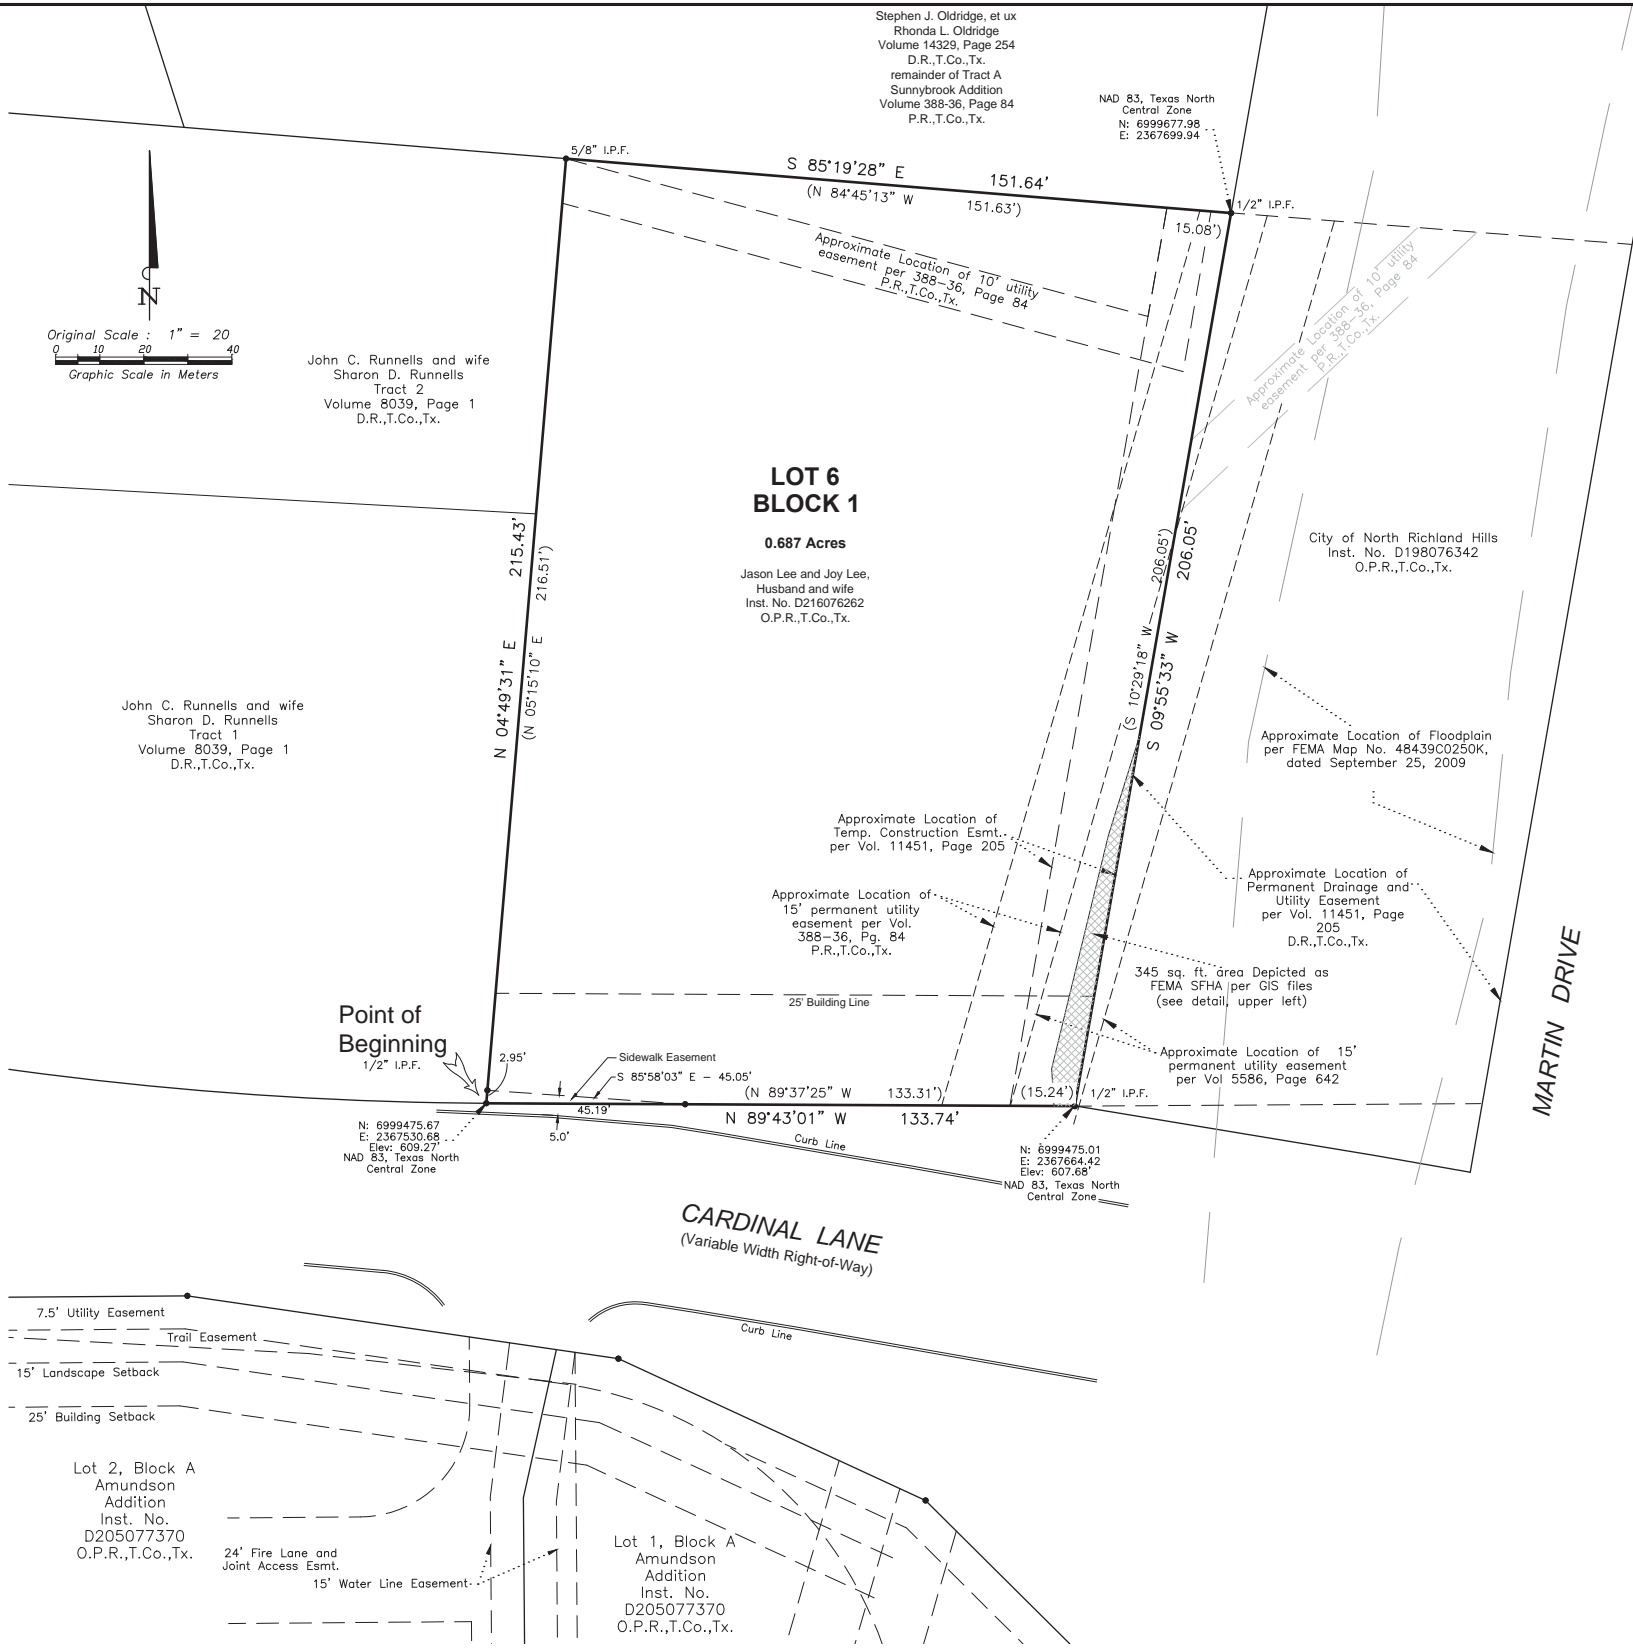 Stephen J. Oldridge, et ux
Rhonda L. Oldridge
Volume 14329, Page 254
D.R.,T.Co.,Tx.
remainder of Tract A
Sunnybrook Addition
Volume 388-36, Page 84
P.R.,T.Co.,Tx.
NAD 83, Texas North
Central Zone
N: 6999677.98
E: 2367699.94
5/8" I.P.F.
S 85°19'28" E 151.64'
(N 84°45'13" W 151.63')
1/2" I.P.F.
15.08')
Approximate Location of 10' utility
easement per 388-36, Page 84
P.R.,T.Co.,Tx.
Approximate Location of 10' utility
easement per 388-36, Page 84
P.R.,T.Co.,Tx.
N
Original Scale : 1" = 20
0 10 20 40
Graphic Scale in Meters
John C. Runnells and wife
Sharon D. Runnells
Tract 2
Volume 8039, Page 1
D.R.,T.Co.,Tx.
LOT 6
BLOCK 1
0.687 Acres
Jason Lee and Joy Lee,
Husband and wife
Inst. No. D216076262
O.P.R.,T.Co.,Tx.
City of North Richland Hills
Inst. No. D198076342
O.P.R.,T.Co.,Tx.
N 04°49'31" E 215.43'
(N 05°15'10" E 216.51')
(S 10°29'18" W 206.05')
S 09°55'33" W 206.05'
John C. Runnells and wife
Sharon D. Runnells
Tract 1
Volume 8039, Page 1
D.R.,T.Co.,Tx.
Approximate Location of Floodplain
per FEMA Map No. 48439C0250K,
dated September 25, 2009
Approximate Location of
Temp. Construction Esmt.
per Vol. 11451, Page 205
Approximate Location of
15' permanent utility
easement per Vol.
388-36, Pg. 84
P.R.,T.Co.,Tx.
Approximate Location of
Permanent Drainage and
Utility Easement
per Vol. 11451, Page
205
D.R.,T.Co.,Tx.
345 sq. ft. area Depicted as
FEMA SFHA per GIS files
(see detail, upper left)
MARTIN DRIVE
25' Building Line
Point of
Beginning
1/2" I.P.F.
2.95'
Sidewalk Easement
S 85°58'03" E - 45.05'
Approximate Location of 15'
permanent utility easement
per Vol 5586, Page 642
(N 89°37'25" W 133.31')
(15.24')
1/2" I.P.F.
45.19'
N 89°43'01" W 133.74'
5.0'
Curb Line
N: 6999475.67
E: 2367530.68
Elev: 609.27'
NAD 83, Texas North
Central Zone
N: 6999475.01
E: 2367664.42
Elev: 607.68'
NAD 83, Texas North
Central Zone
CARDINAL LANE
(Variable Width Right-of-Way)
7.5' Utility Easement
Trail Easement
Curb Line
15' Landscape Setback
25' Building Setback
Lot 2, Block A
Amundson
Addition
Inst. No.
D205077370
O.P.R.,T.Co.,Tx.
24' Fire Lane and
Joint Access Esmt.
15' Water Line Easement
Lot 1, Block A
Amundson
Addition
Inst. No.
D205077370
O.P.R.,T.Co.,Tx.